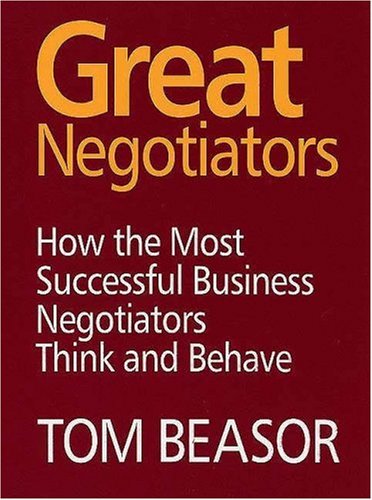 Great
Negotiators
How the Most
Successful Business
Negotiators
Think and Behave
TOM BEASOR